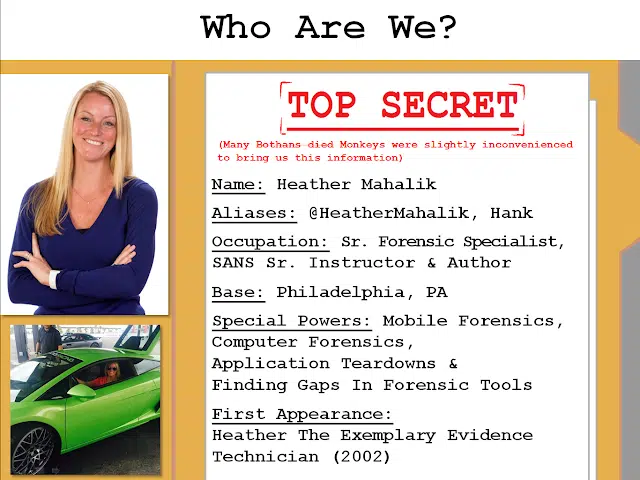 Who Are We?
TOP SECRET
(Many Bothans died Monkeys were slightly inconvenienced
to bring us this information)
Name: Heather Mahalik
Aliases: @HeatherMahalik, Hank
Occupation: Sr. Forensic Specialist,
SANS Sr. Instructor & Author
Base: Philadelphia, PA
Special Powers: Mobile Forensics,
Computer Forensics,
Application Teardowns &
Finding Gaps In Forensic Tools
First Appearance:
Heather The Exemplary Evidence
Technician (2002)